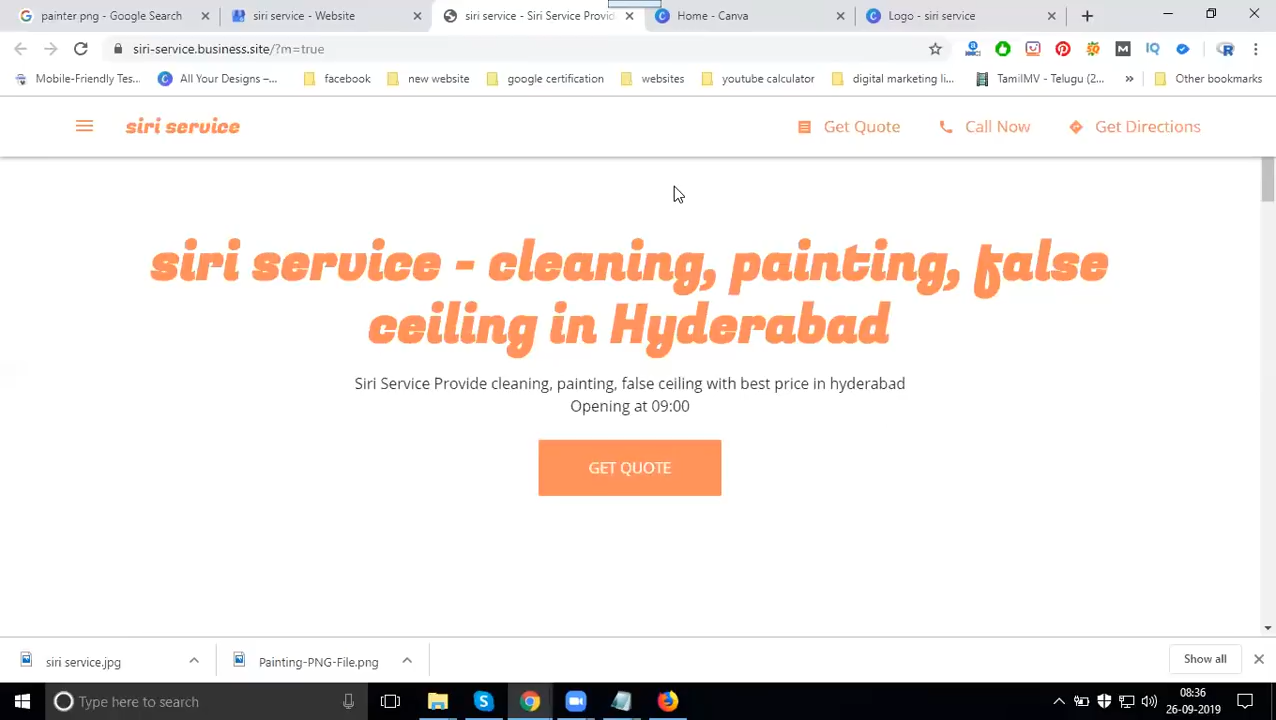 painter png - Google Search
siri service - Website
siri service - Siri Service Provid
Home - Canva
Logo - siri service
siri-service.business.site/?m=true
Mobile-Friendly Tes...
All Your Designs –...
facebook
new website
google certification
websites
youtube calculator
digital marketing li...
TamilMV - Telugu (2...
»
Other bookmarks
siri service
Get Quote
Call Now
Get Directions
siri service - cleaning, painting, false
ceiling in Hyderabad
Siri Service Provide cleaning, painting, false ceiling with best price in hyderabad
Opening at 09:00
GET QUOTE
siri service.jpg
Painting-PNG-File.png
Show all
Type here to search
08:36
26-09-2019